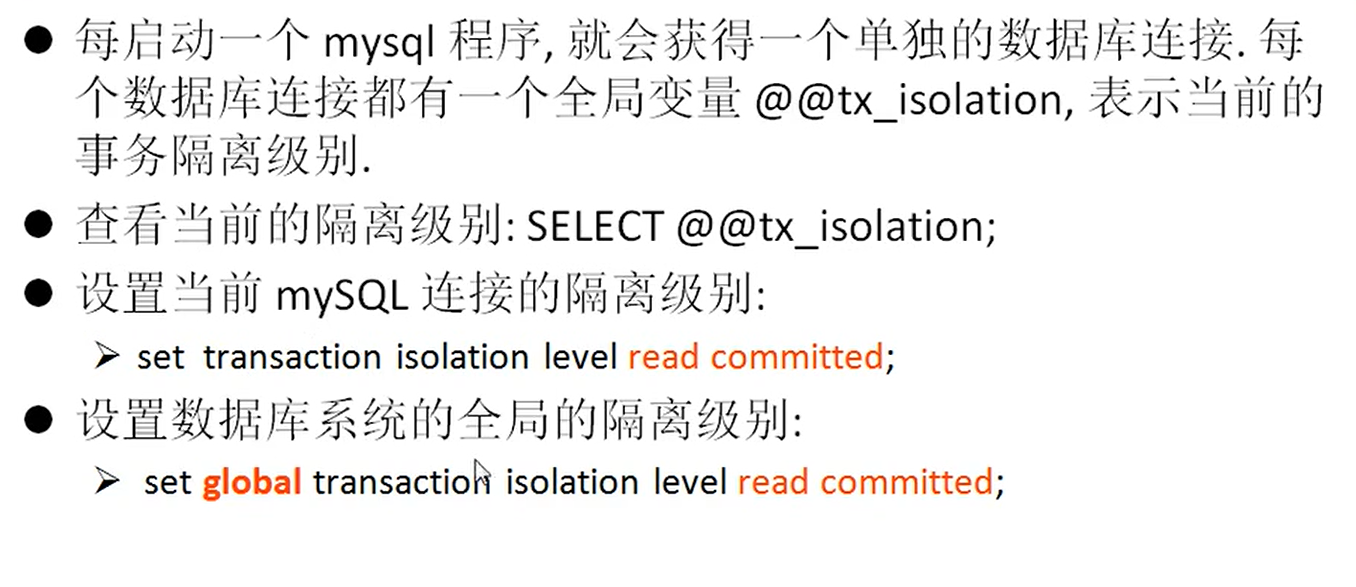 ● 每启动一个 mysql 程序, 就会获得一个单独的数据库连接. 每
个数据库连接都有一个全局变量 @@tx_isolation, 表示当前的
事务隔离级别.
● 查看当前的隔离级别: SELECT @@tx_isolation;
● 设置当前 mySQL 连接的隔离级别:
➢ set transaction isolation level read committed;
● 设置数据库系统的全局的隔离级别:
➢ set global transaction isolation level read committed;